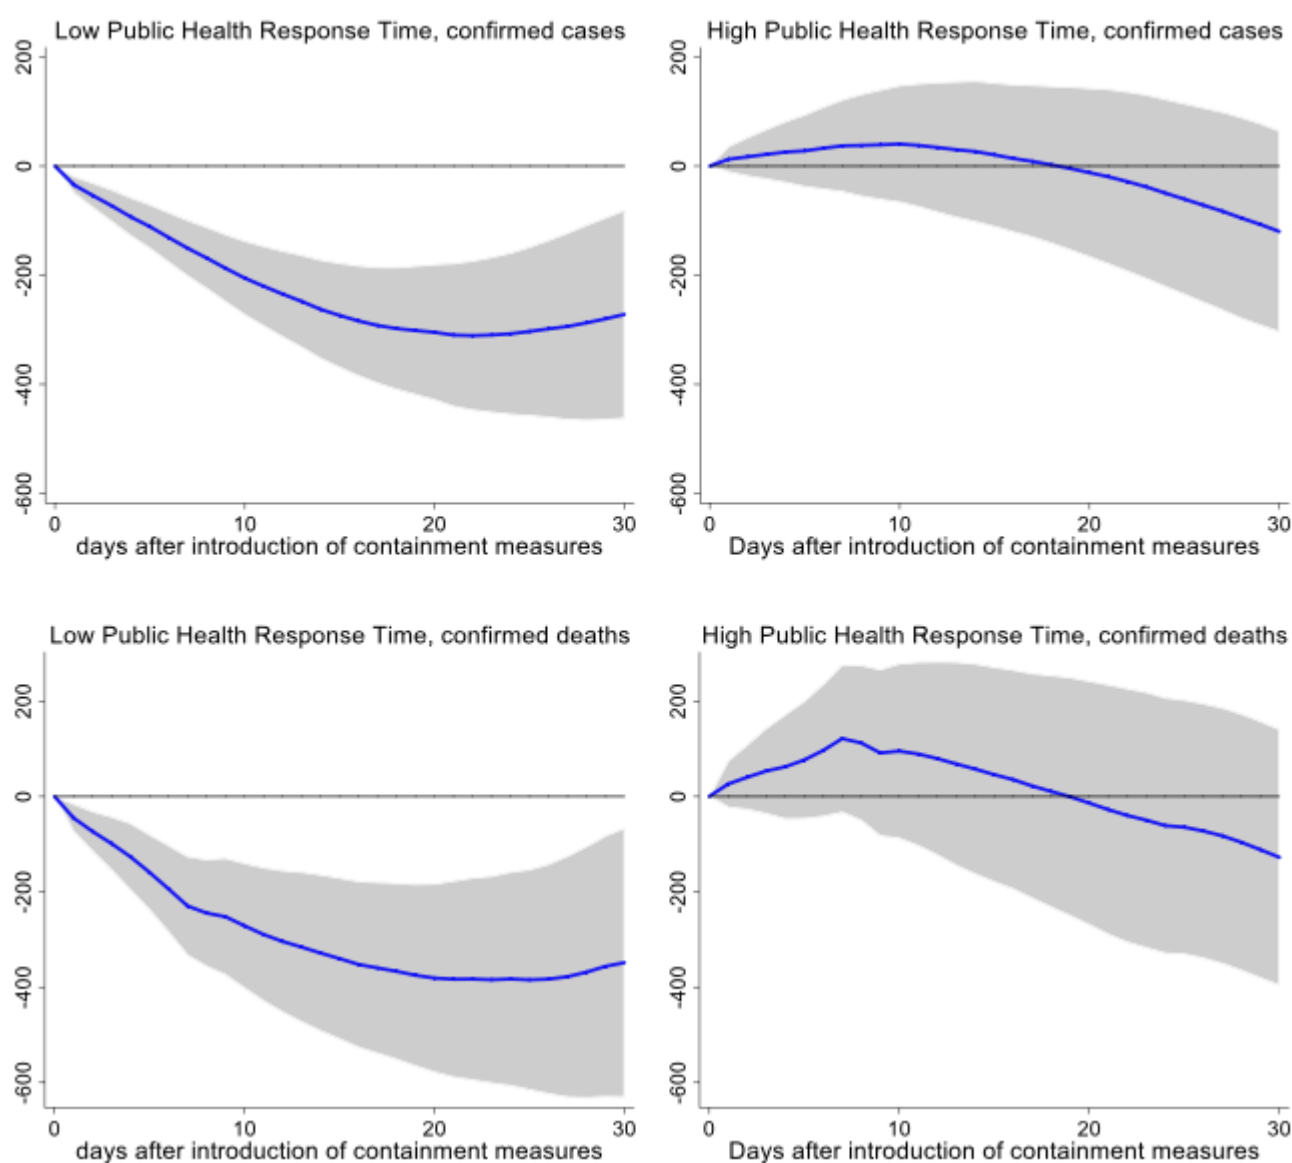 Low Public Health Response Time, confirmed cases
200
0
-200
-400
-600
0 10 20 30
days after introduction of containment measures
High Public Health Response Time, confirmed cases
200
0
-200
-400
-600
0 10 20 30
Days after introduction of containment measures
Low Public Health Response Time, confirmed deaths
200
0
-200
-400
-600
0 10 20 30
days after introduction of containment measures
High Public Health Response Time, confirmed deaths
200
0
-200
-400
-600
0 10 20 30
Days after introduction of containment measures